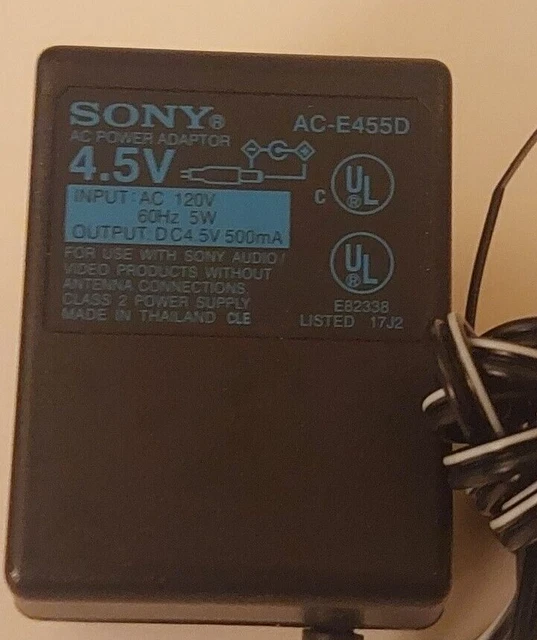 SONY®
AC-E455D
AC POWER ADAPTOR
4.5V
INPUT: AC 120V
60Hz 5W
OUTPUT: DC4.5V 500mA
FOR USE WITH SONY AUDIO/
VIDEO PRODUCTS WITHOUT
ANTENNA CONNECTIONS
CLASS 2 POWER SUPPLY
MADE IN THAILAND CLE
C UL®
UL®
E82338
LISTED 17J2